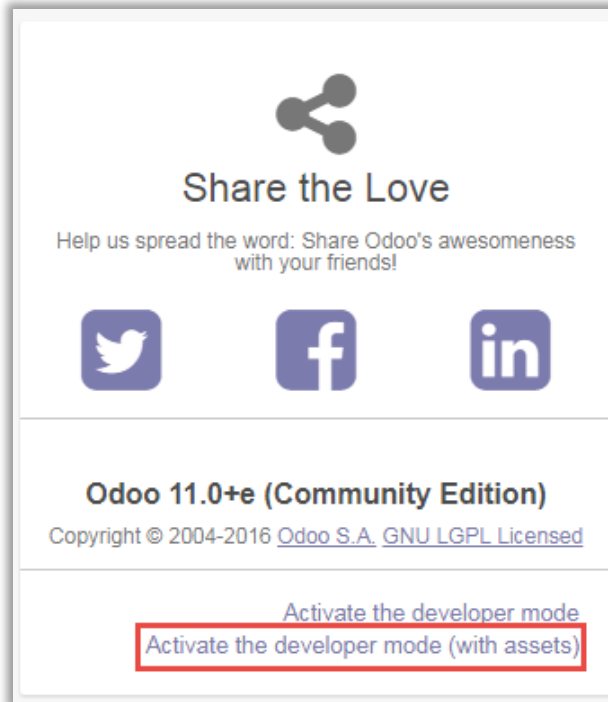 Share the Love
Help us spread the word: Share Odoo's awesomeness
with your friends!
in
Odoo 11.0+e (Community Edition)
Copyright © 2004-2016 Odoo S.A. GNU LGPL Licensed
Activate the developer mode
Activate the developer mode (with assets)